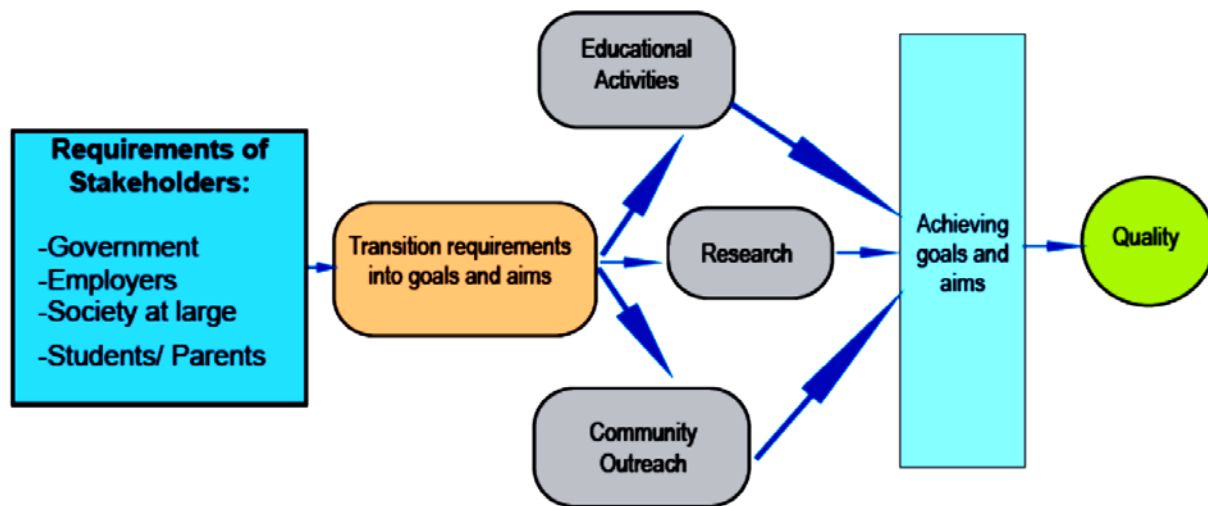 Requirements of
Stakeholders:
-Government
-Employers
-Society at large
-Students/ Parents
Transition requirements
into goals and aims
Educational
Activities
Research
Community
Outreach
Achieving
goals and
aims
Quality